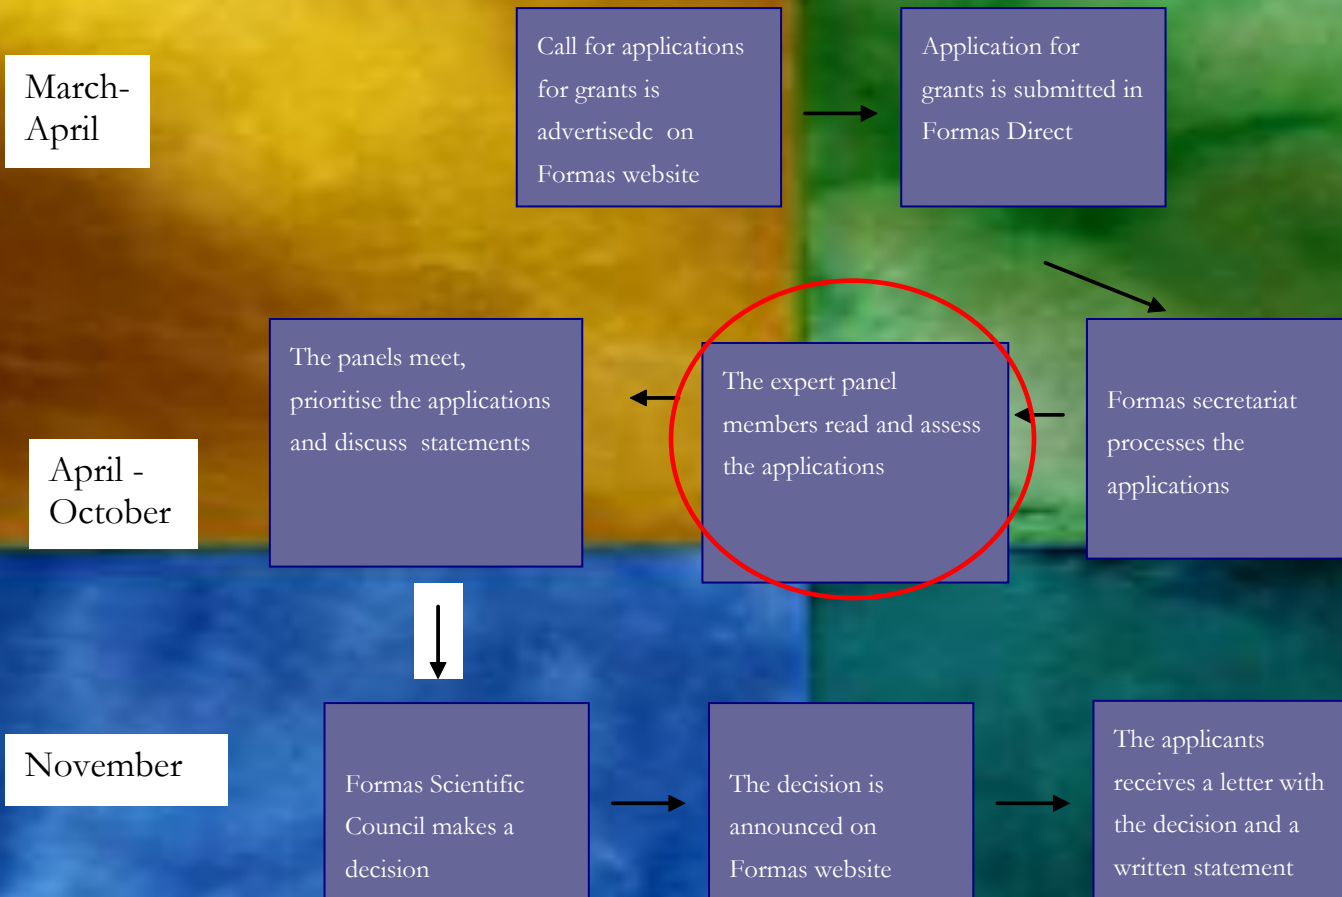 March-
April
Call for applications
for grants is
advertisedc on
Formas website
Application for
grants is submitted in
Formas Direct
April -
October
The panels meet,
prioritise the applications
and discuss statements
The expert panel
members read and assess
the applications
Formas secretariat
processes the
applications
November
Formas Scientific
Council makes a
decision
The decision is
announced on
Formas website
The applicants
receives a letter with
the decision and a
written statement